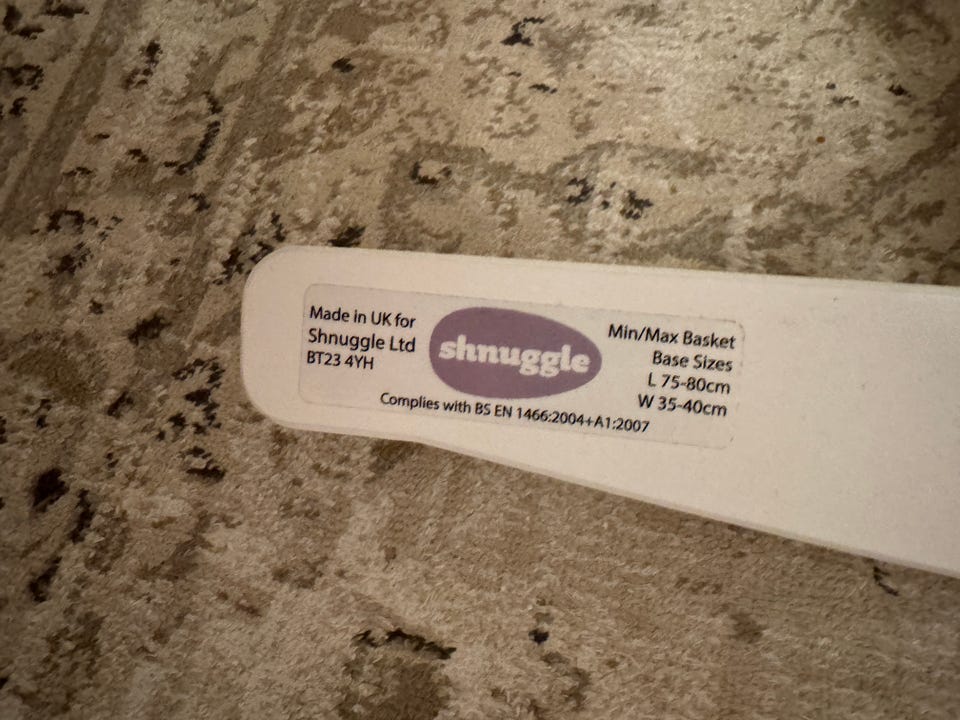 Made in UK for
Shnuggle Ltd
BT23 4YH
shnuggle
Min/Max Basket
Base Sizes
L 75-80cm
W 35-40cm
Complies with BS EN 1466:2004+A1:2007